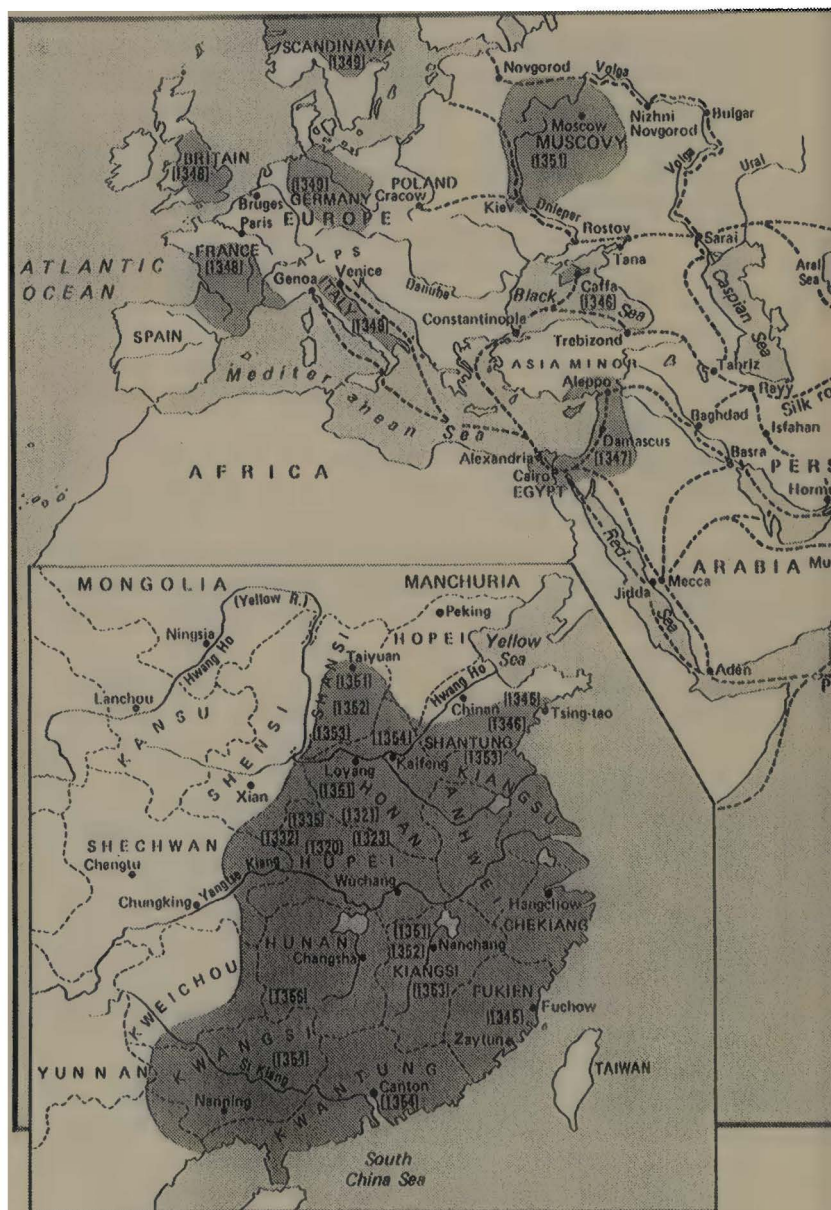 SCANDINAVIA
(1349)
Novgorod
Volga
Nizhni
Novgorod
Bulgar
Moscow
MUSCOVY
(1351)
BRITAIN
(1348)
(1349)
GERMANY
POLAND
Cracow
Bruges
Paris
EUROPE
Kiev
Dnieper
Volga
Ural
Rostov
Tana
Sarai
Aral
Sea
FRANCE
(1348)
ALPS
Genoa
Venice
ITALY
(1348)
Danube
Black
Sea
Caffa
(1346)
Caspian
Sea
ATLANTIC
OCEAN
SPAIN
Constantinople
Trebizond
Mediterranean
Sea
ASIA MINOR
Aleppo
Tabriz
Rayy
Silk ro
Baghdad
Isfahan
Damascus
(1347)
Basra
PERS
Hormu
AFRICA
Alexandria
Cairo
EGYPT
Red
Sea
ARABIA
Mu
Jidda
Mecca
Aden
MONGOLIA
MANCHURIA
(Yellow R.)
Peking
Ningsia
Hwang Ho
HOPEI
Yellow
Sea
Taiyuan
SHANSI
(1351)
(1352)
(1353)
Lanchou
KANSU
SHENSI
Hwang Ho
Chinan
(1345)
(1346)
Tsing-tao
(1354)
SHANTUNG
(1353)
Loyang
(1351)
Kaifeng
KIANGSU
Xian
HONAN
ANHWEI
(1335)
(1321)
(1332)
(1320)
(1323)
HUPEI
SHECHWAN
Chengtu
Chungking
Yangtse Kiang
Wuchang
Hangchow
CHEKIANG
HUNAN
Changsha
(1351)
(1352)
Nanchang
KIANGSI
(1353)
KWEICHOU
FUKIEN
(1345)
Fuchow
Zaytun
KWANGSI
Si Kiang
YUNNAN
Nanning
KWANTUNG
Canton
(1354)
TAIWAN
South
China Sea